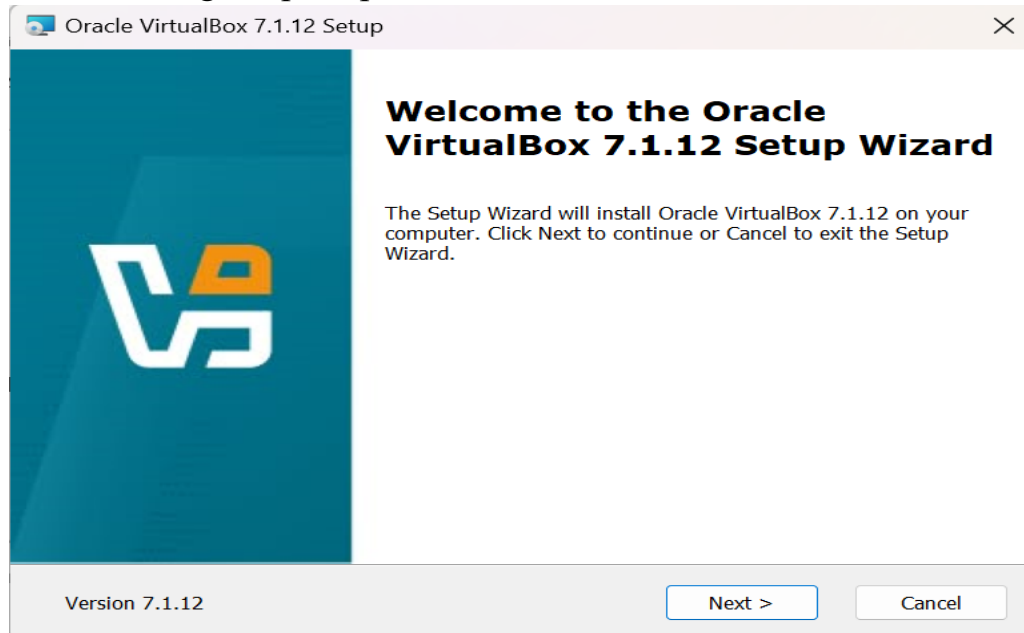 Oracle VirtualBox 7.1.12 Setup
Welcome to the Oracle
VirtualBox 7.1.12 Setup Wizard
The Setup Wizard will install Oracle VirtualBox 7.1.12 on your
computer. Click Next to continue or Cancel to exit the Setup
Wizard.
Version 7.1.12
Next >
Cancel